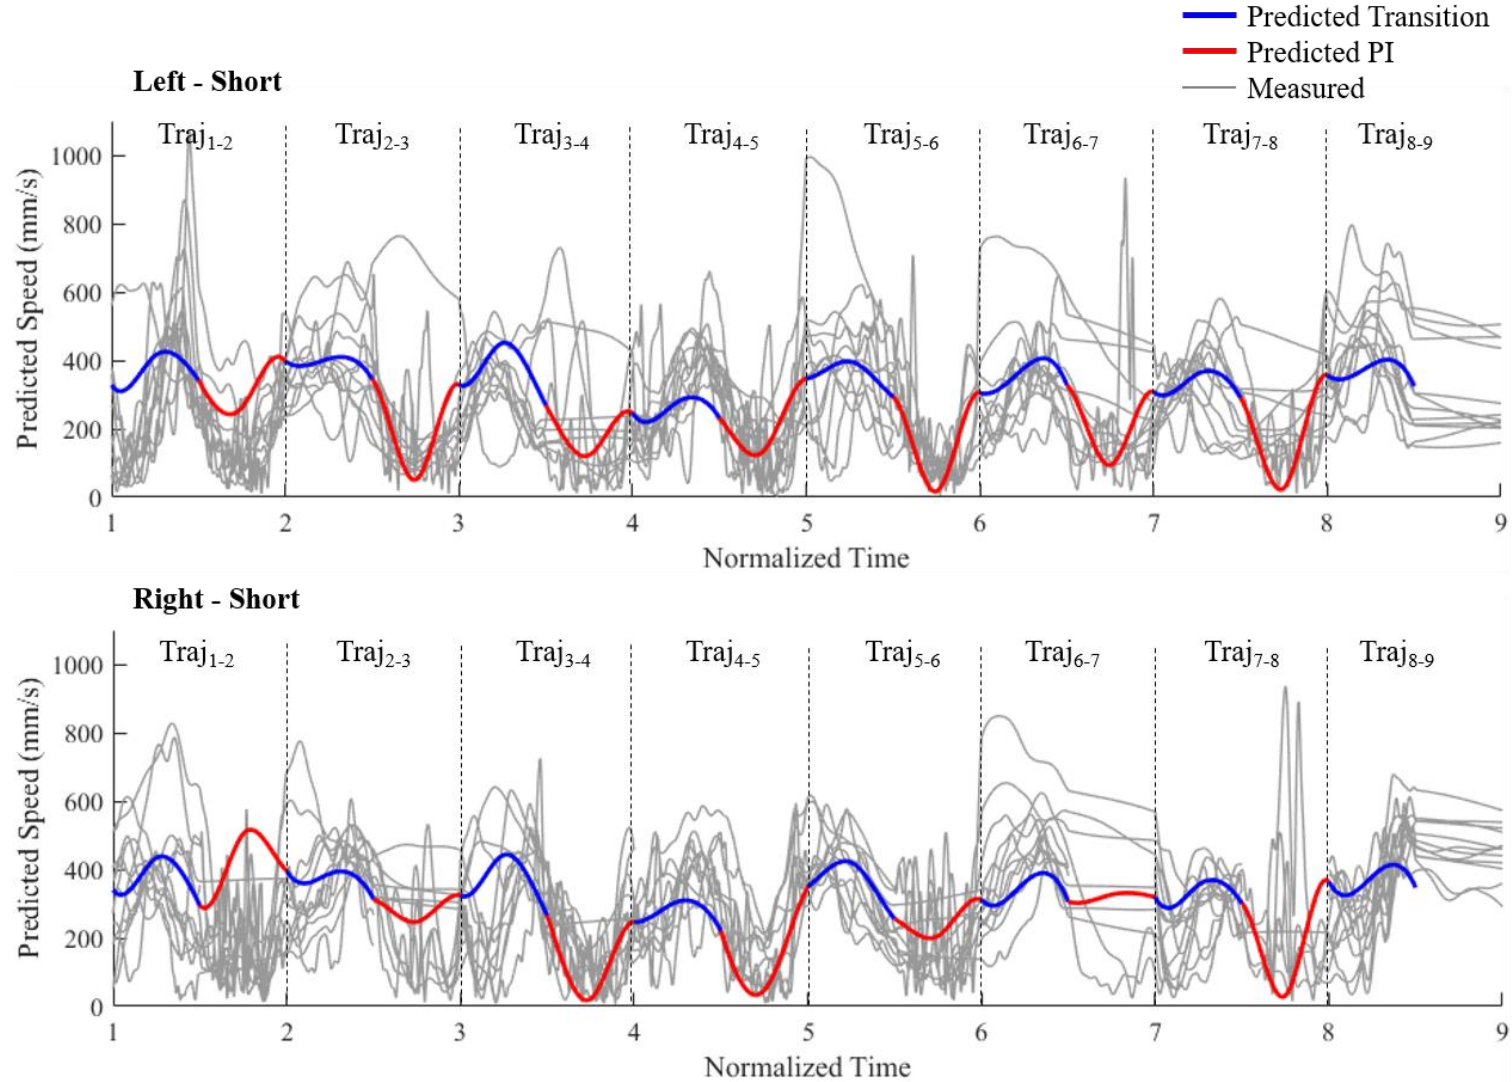 Predicted Transition
Predicted PI
Measured
Left - Short
Traj1-2 Traj2-3 Traj3-4 Traj4-5 Traj5-6 Traj6-7 Traj7-8 Traj8-9
Predicted Speed (mm/s)
1000
800
600
400
200
0
1 2 3 4 5 6 7 8 9
Normalized Time
Right - Short
Traj1-2 Traj2-3 Traj3-4 Traj4-5 Traj5-6 Traj6-7 Traj7-8 Traj8-9
Predicted Speed (mm/s)
1000
800
600
400
200
0
1 2 3 4 5 6 7 8 9
Normalized Time